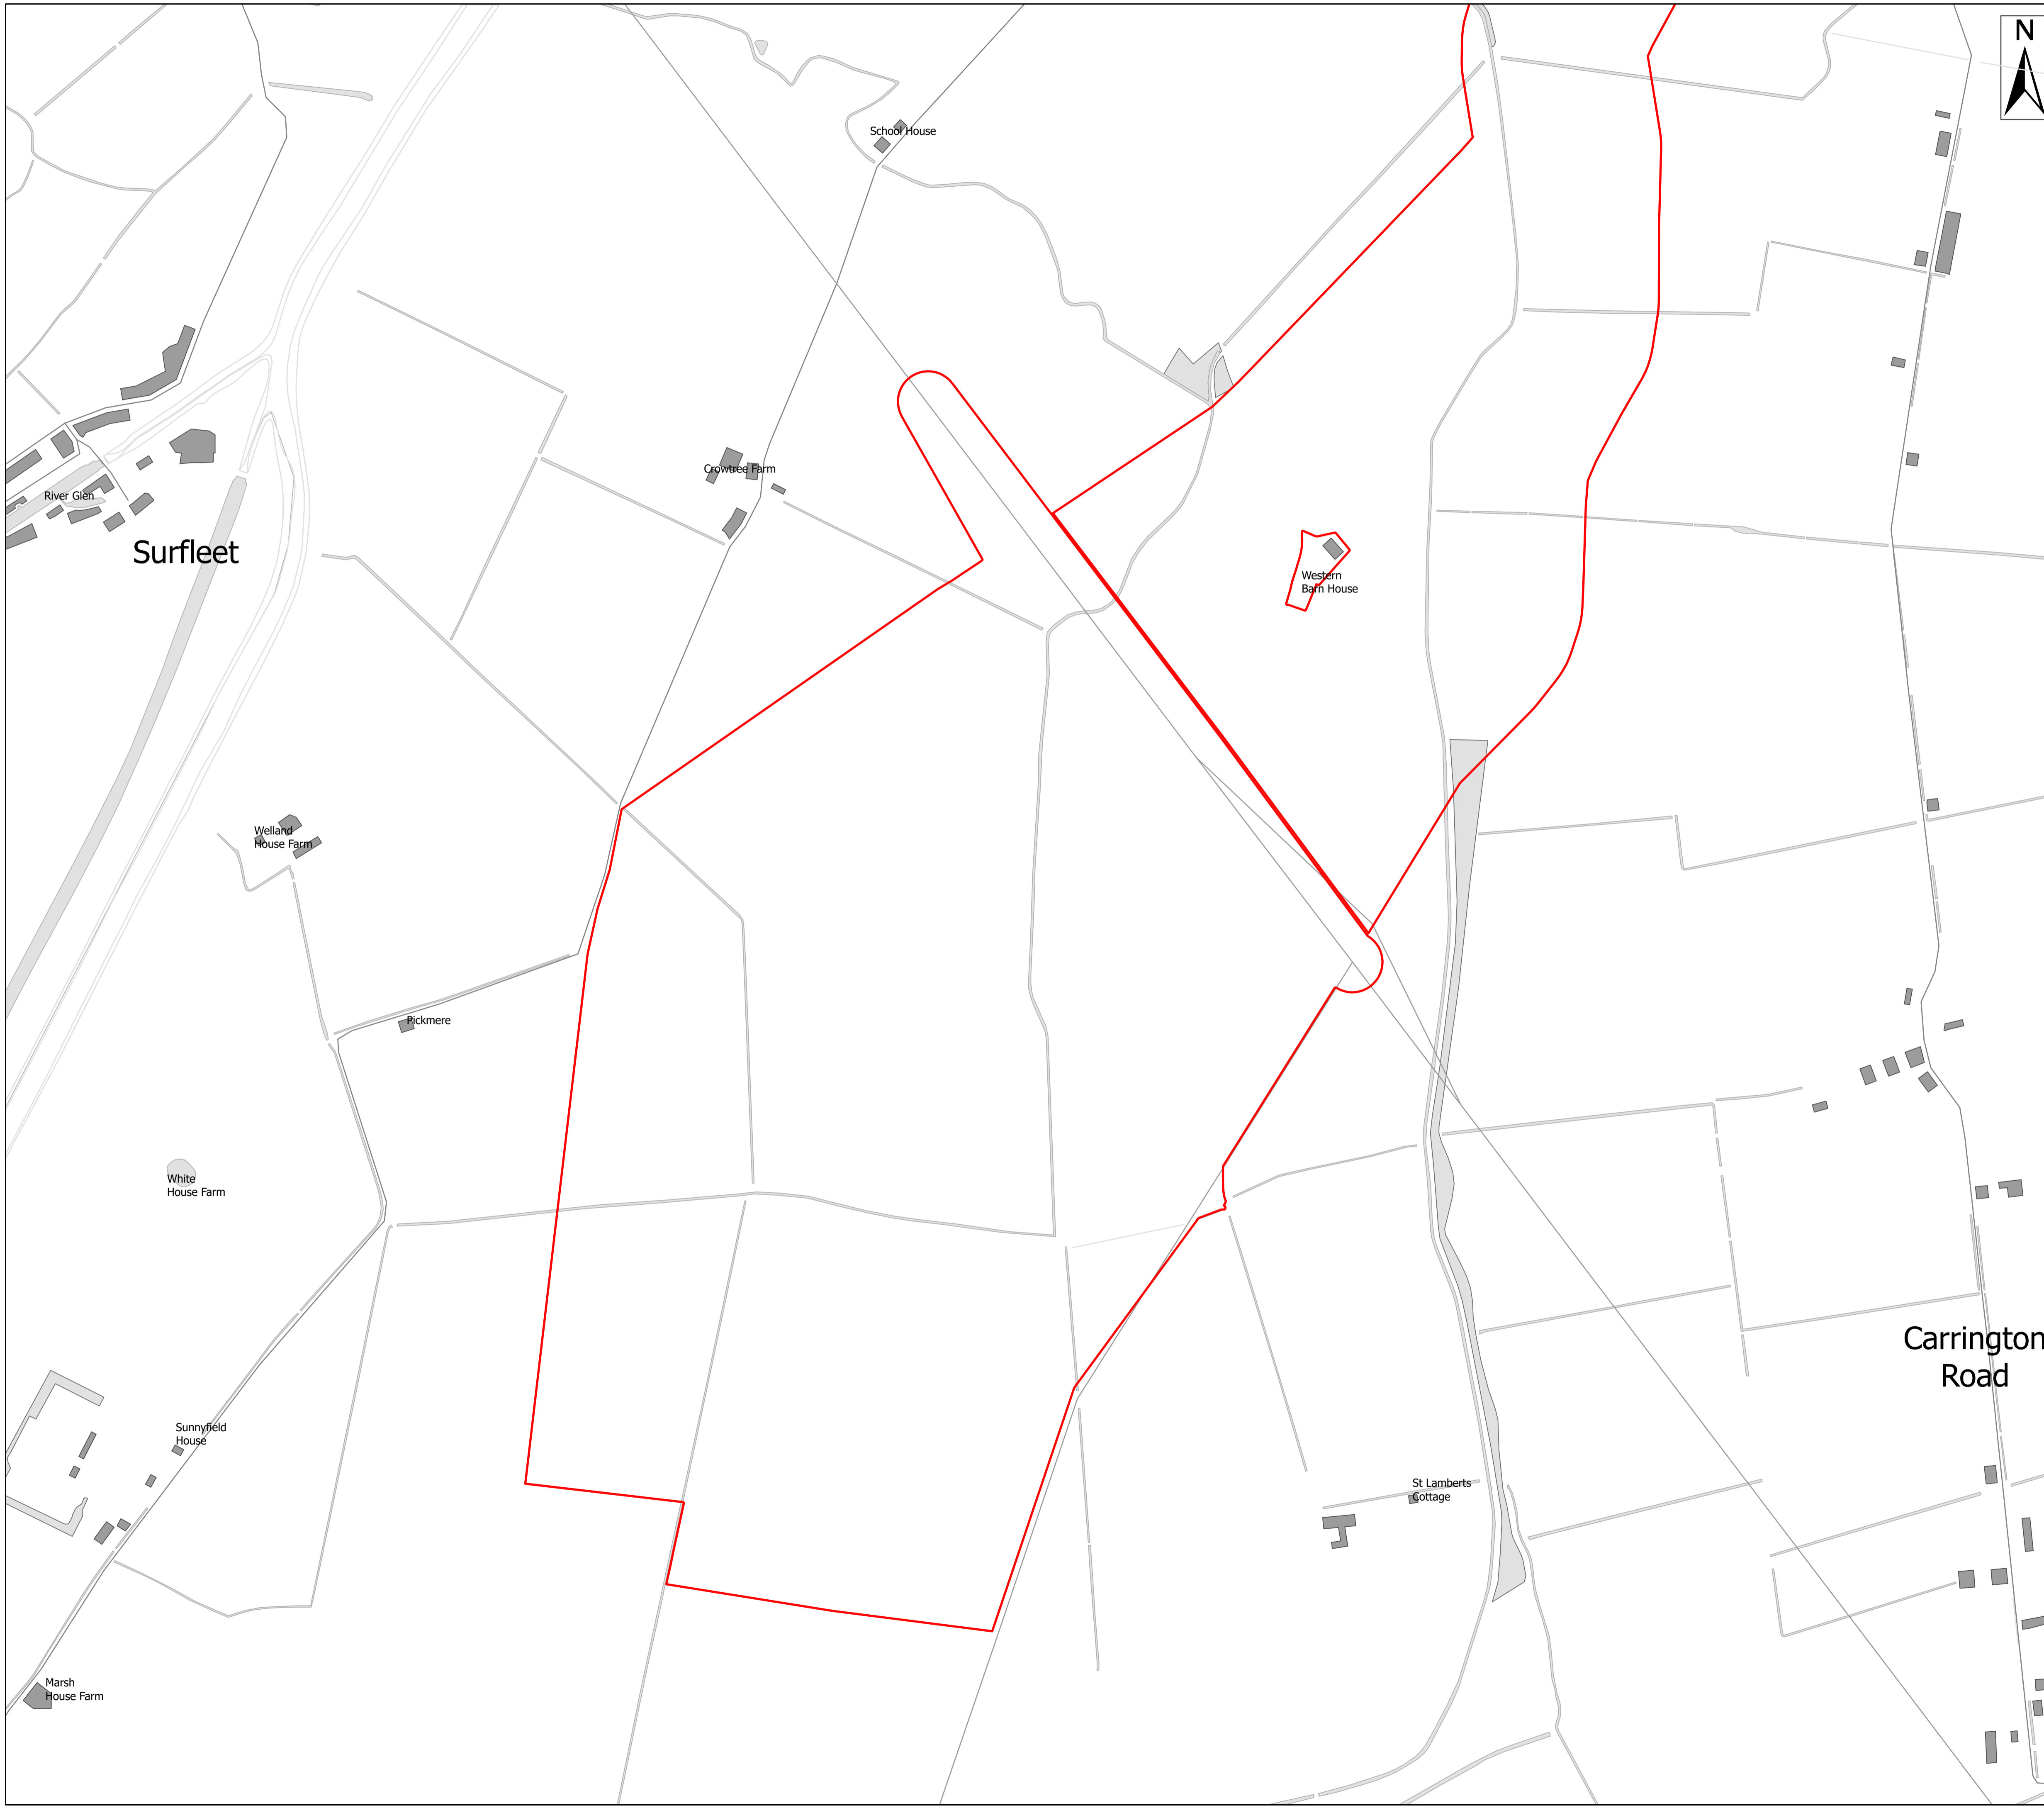 N
School House
Crowtree Farm
River Glen
Surfleet
Western
Barn House
Welland
House Farm
Pickmere
White
House Farm
Carrington
Road
Sunnyfield
House
St Lamberts
Cottage
Marsh
House Farm